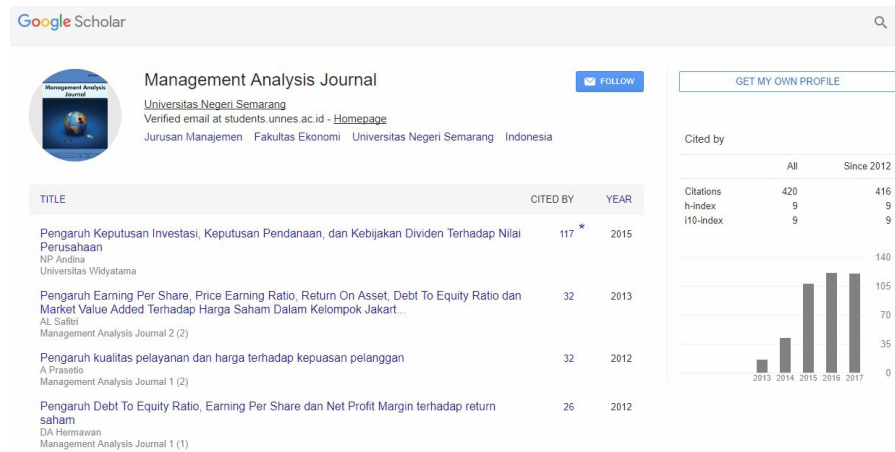 Google Scholar
Management Analysis Journal
Management Analysis Journal
FOLLOW
Universitas Negeri Semarang
Verified email at students.unnes.ac.id - Homepage
Jurusan Manajemen Fakultas Ekonomi Universitas Negeri Semarang Indonesia
TITLE CITED BY YEAR
Pengaruh Keputusan Investasi, Keputusan Pendanaan, dan Kebijakan Dividen Terhadap Nilai 117 * 2015
Perusahaan
NP Andina
Universitas Widyatama
Pengaruh Earning Per Share, Price Earning Ratio, Return On Asset, Debt To Equity Ratio dan 32 2013
Market Value Added Terhadap Harga Saham Dalam Kelompok Jakart...
AL Safitri
Management Analysis Journal 2 (2)
Pengaruh kualitas pelayanan dan harga terhadap kepuasan pelanggan 32 2012
A Prasetio
Management Analysis Journal 1 (2)
Pengaruh Debt To Equity Ratio, Earning Per Share dan Net Profit Margin terhadap return 26 2012
saham
DA Hermawan
Management Analysis Journal 1 (1)
GET MY OWN PROFILE
Cited by
All Since 2012
Citations 420 416
h-index 9 9
i10-index 9 9
140
105
70
35
0
2013 2014 2015 2016 2017